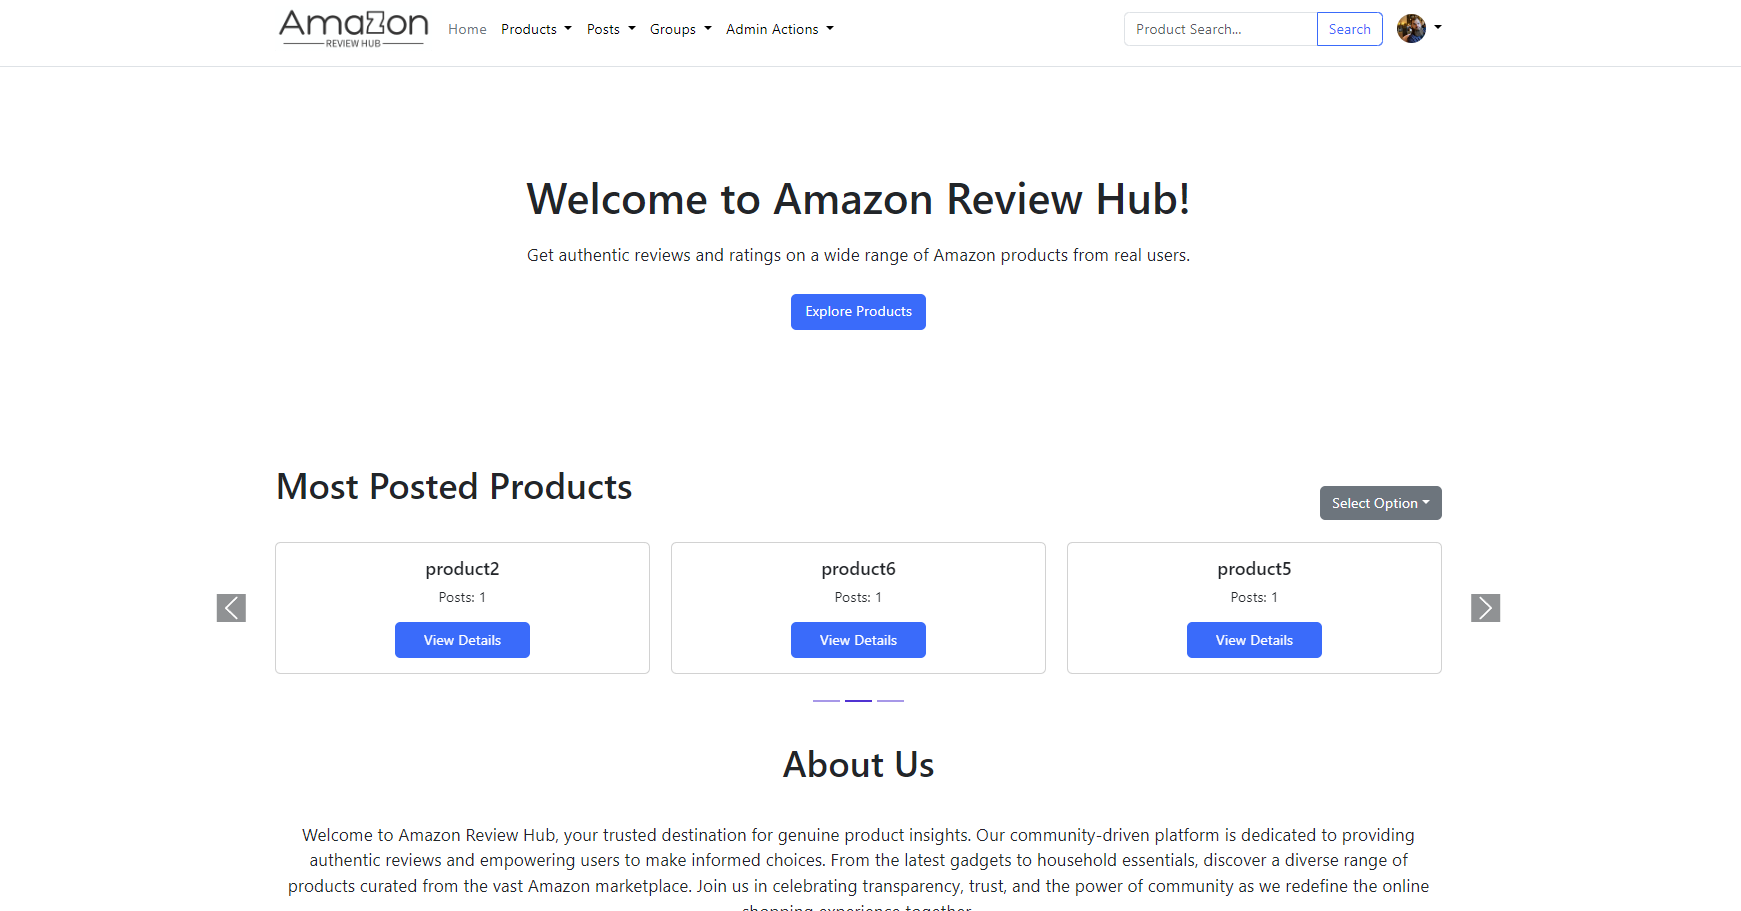 Amazon
REVIEW HUB
Home Products Posts Groups Admin Actions Product Search... Search
Welcome to Amazon Review Hub!
Get authentic reviews and ratings on a wide range of Amazon products from real users.
Explore Products
Most Posted Products
Select Option
product2 product6 product5
Posts: 1 Posts: 1 Posts: 1
View Details View Details View Details
About Us
Welcome to Amazon Review Hub, your trusted destination for genuine product insights. Our community-driven platform is dedicated to providing
authentic reviews and empowering users to make informed choices. From the latest gadgets to household essentials, discover a diverse range of
products curated from the vast Amazon marketplace. Join us in celebrating transparency, trust, and the power of community as we redefine the online
shopping experience together